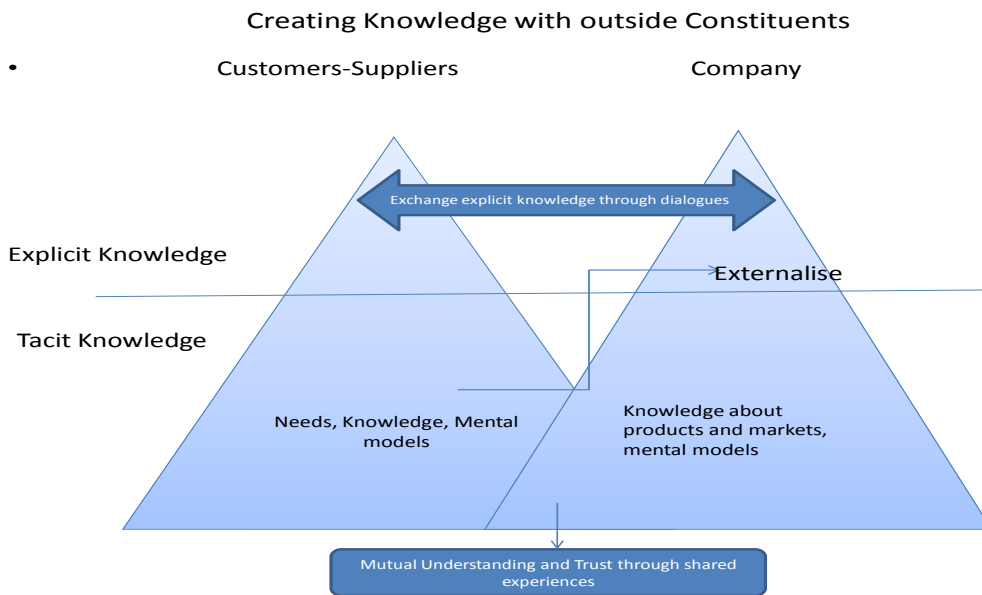 Creating Knowledge with outside Constituents
• Customers-Suppliers Company
Exchange explicit knowledge through dialogues
Explicit Knowledge
Externalise
Tacit Knowledge
Needs, Knowledge, Mental
models
Knowledge about
products and markets,
mental models
Mutual Understanding and Trust through shared
experiences